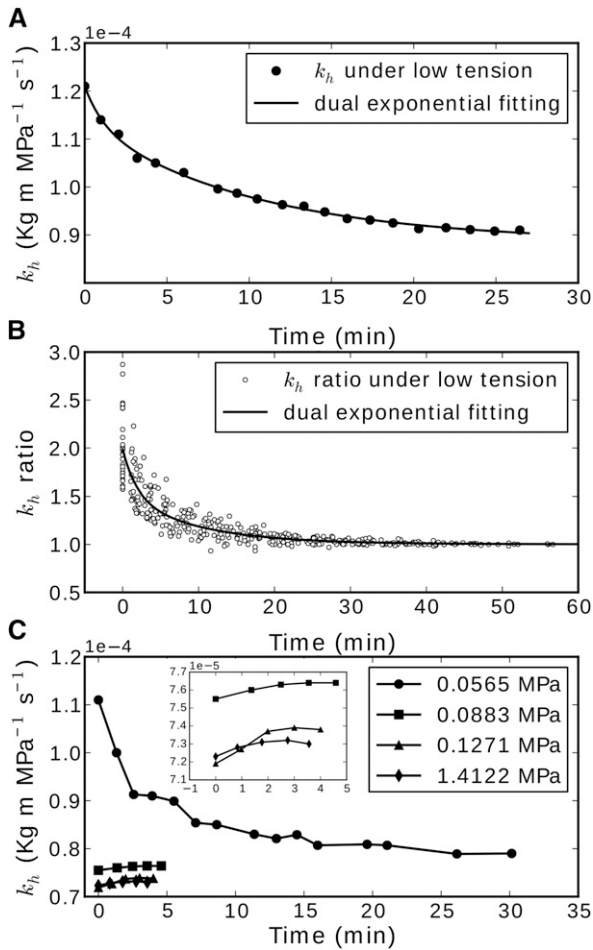 A
1e−4
1.3
1.2
1.1
1.0
0.9
k_h (Kg m MPa⁻¹ s⁻¹)
k_h under low tension
dual exponential fitting
0 5 10 15 20 25 30
Time (min)
B
3.0
2.5
2.0
1.5
1.0
0.5
k_h ratio
k_h ratio under low tension
dual exponential fitting
0 10 20 30 40 50 60
Time (min)
C
1e−4
1.2
1.1
1.0
0.9
0.8
0.7
k_h (Kg m MPa⁻¹ s⁻¹)
7.7 1e−5
7.6
7.5
7.4
7.3
7.2
7.1
−1 0 1 2 3 4 5
0.0565 MPa
0.0883 MPa
0.1271 MPa
1.4122 MPa
0 5 10 15 20 25 30 35
Time (min)